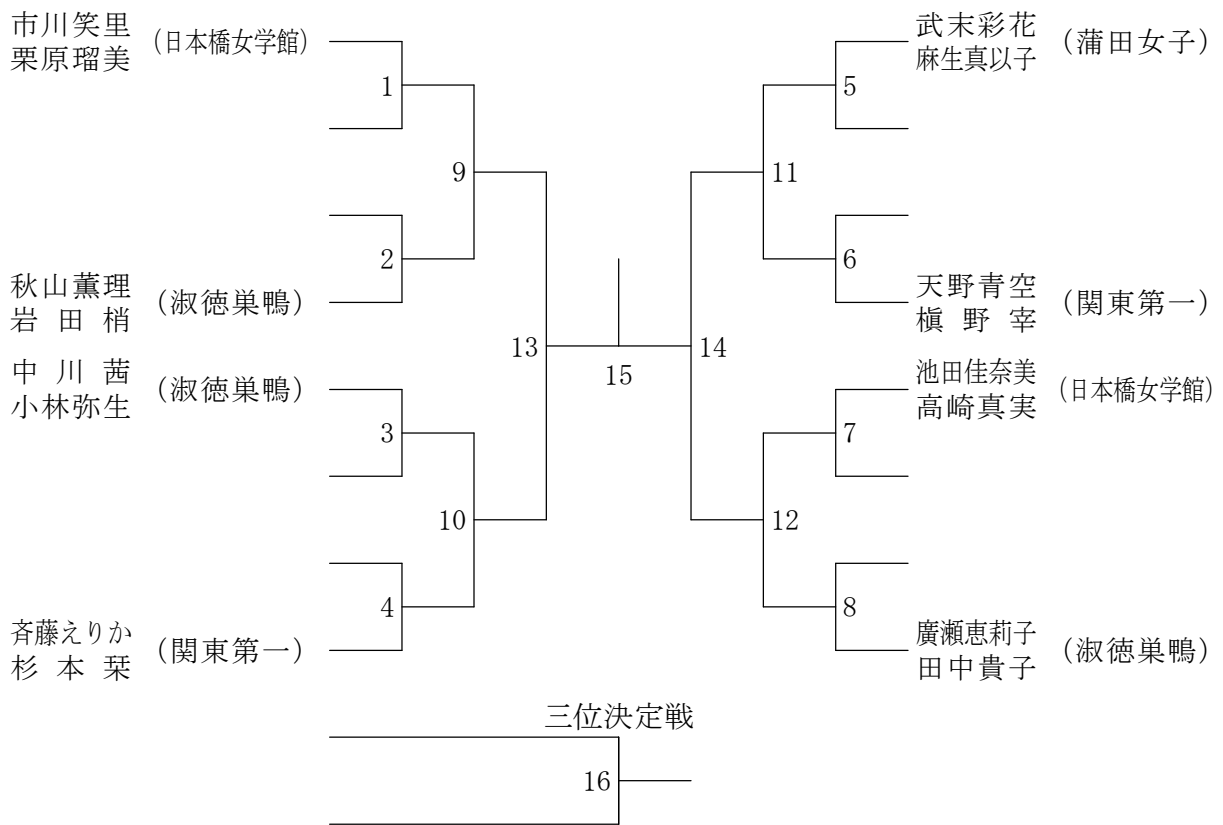 市川笑里
栗原瑠美
(日本橋女学館)
1
9
2
秋山薫理
岩田梢
(淑徳巣鴨)
中川茜
小林弥生
(淑徳巣鴨)
3
10
4
斉藤えりか
杉本栞
(関東第一)
13
15
14
武末彩花
麻生真以子
(蒲田女子)
5
11
6
天野青空
槇野宰
(関東第一)
池田佳奈美
高崎真実
(日本橋女学館)
7
12
8
廣瀬恵莉子
田中貴子
(淑徳巣鴨)
三位決定戦
16